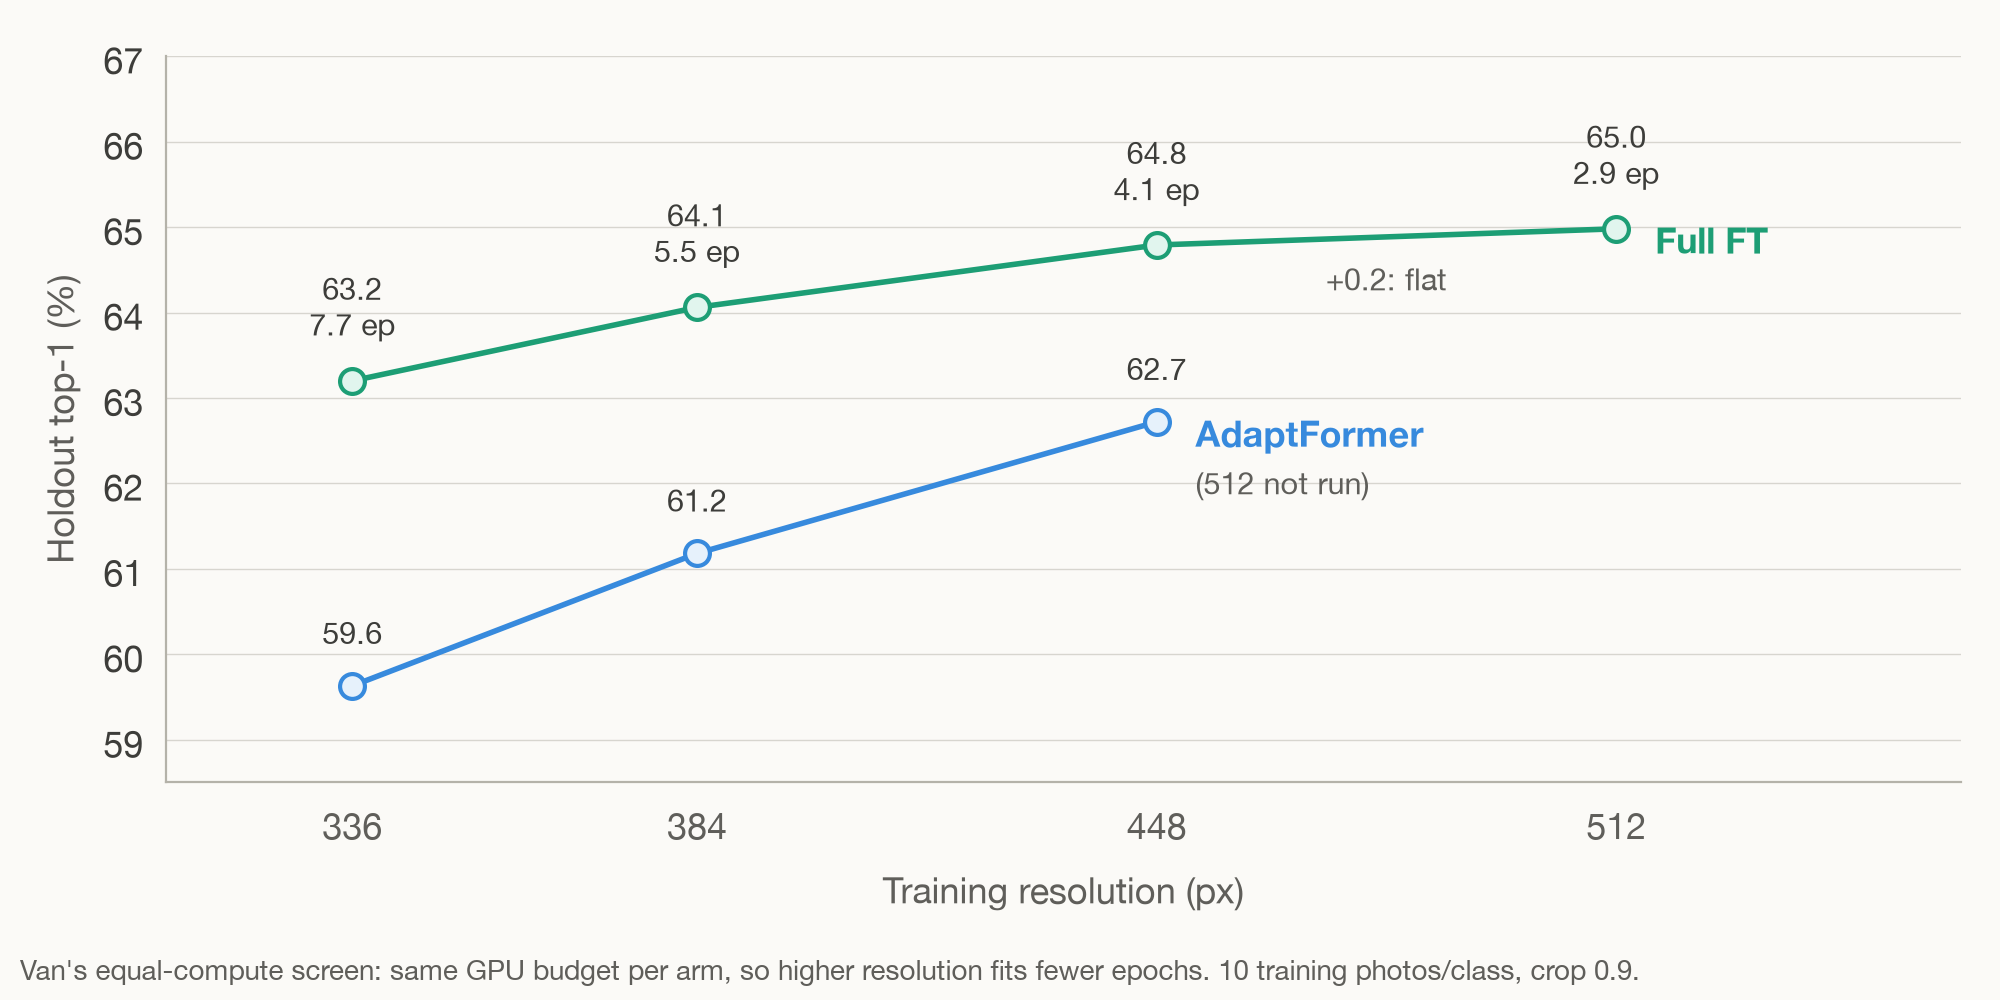 67
66
65
64
63
62
61
60
59
Holdout top-1 (%)
63.2
7.7 ep
64.1
5.5 ep
64.8
4.1 ep
65.0
2.9 ep
Full FT
+0.2: flat
59.6
61.2
62.7
AdaptFormer
(512 not run)
336
384
448
512
Training resolution (px)
Van's equal-compute screen: same GPU budget per arm, so higher resolution fits fewer epochs. 10 training photos/class, crop 0.9.